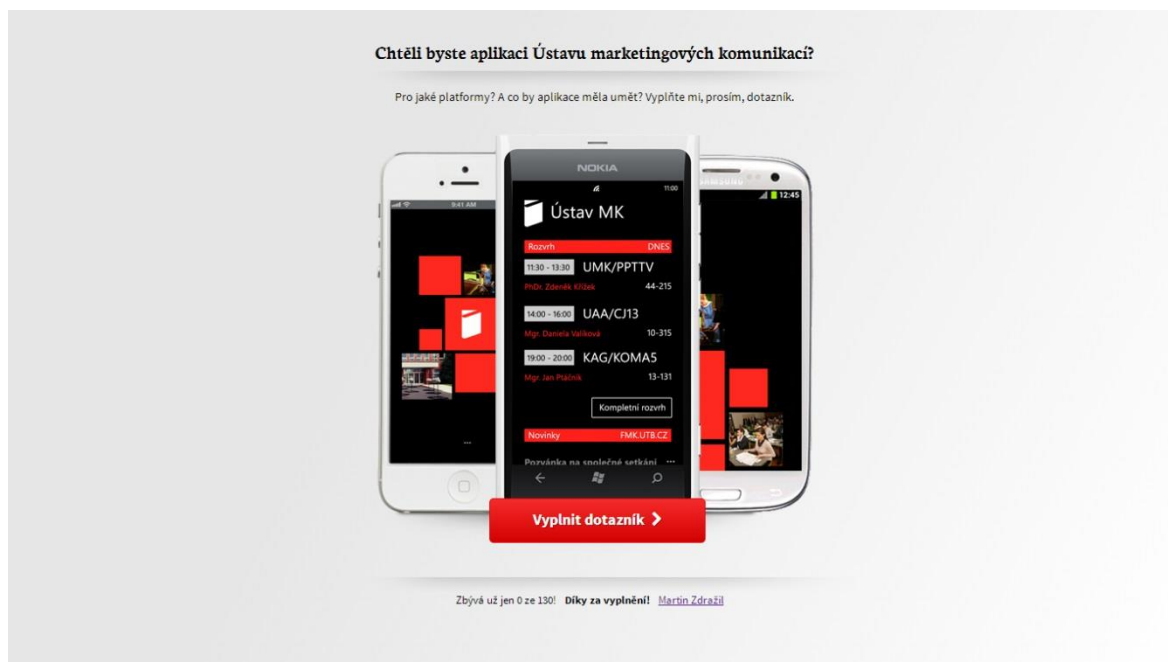 Chtěli byste aplikaci Ústavu marketingových komunikací?
Pro jaké platformy? A co by aplikace měla umět? Vyplňte mi, prosím, dotazník.
9:41 AM
NOKIA
11:00
Ústav MK
Rozvrh DNES
11:30 - 13:30 UMK/PPTTV
PhDr. Zdeněk Křížek 44-215
14:00 - 16:00 UAA/CJ13
Mgr. Daniela Valíková 10-315
19:00 - 20:00 KAG/KOMA5
Mgr. Jan Ptáčník 13-131
Kompletní rozvrh
Novinky FMK.UTB.CZ
Pozvánka na společné setkání ...
SAMSUNG
12:45
Vyplnit dotazník
Zbývá už jen 0 ze 130! Díky za vyplnění! Martin Zdražil